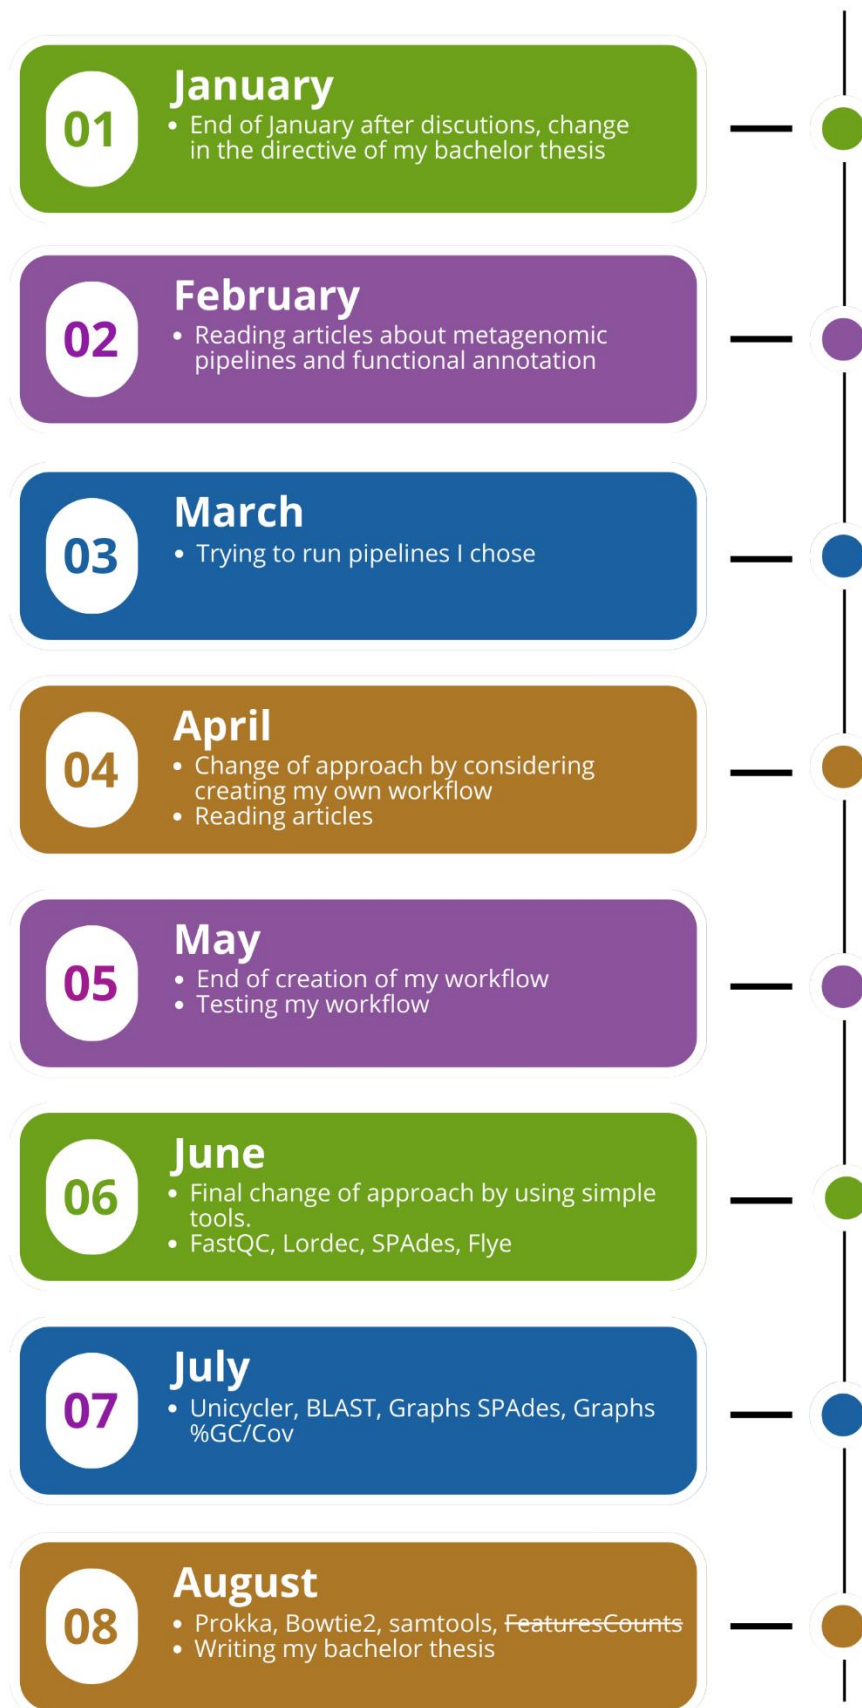 01
January
• End of January after discutions, change
in the directive of my bachelor thesis
02
February
• Reading articles about metagenomic
pipelines and functional annotation
03
March
• Trying to run pipelines I chose
04
April
• Change of approach by considering
creating my own workflow
• Reading articles
05
May
• End of creation of my workflow
• Testing my workflow
06
June
• Final change of approach by using simple
tools.
• FastQC, Lordec, SPAdes, Flye
07
July
• Unicycler, BLAST, Graphs SPAdes, Graphs
%GC/Cov
08
August
• Prokka, Bowtie2, samtools, FeaturesCounts
• Writing my bachelor thesis